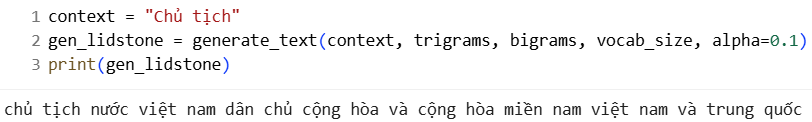 1 context = "Chủ tịch"
2 gen_lidstone = generate_text(context, trigrams, bigrams, vocab_size, alpha=0.1)
3 print(gen_lidstone)
chủ tịch nước việt nam dân chủ cộng hòa và cộng hòa miền nam việt nam và trung quốc